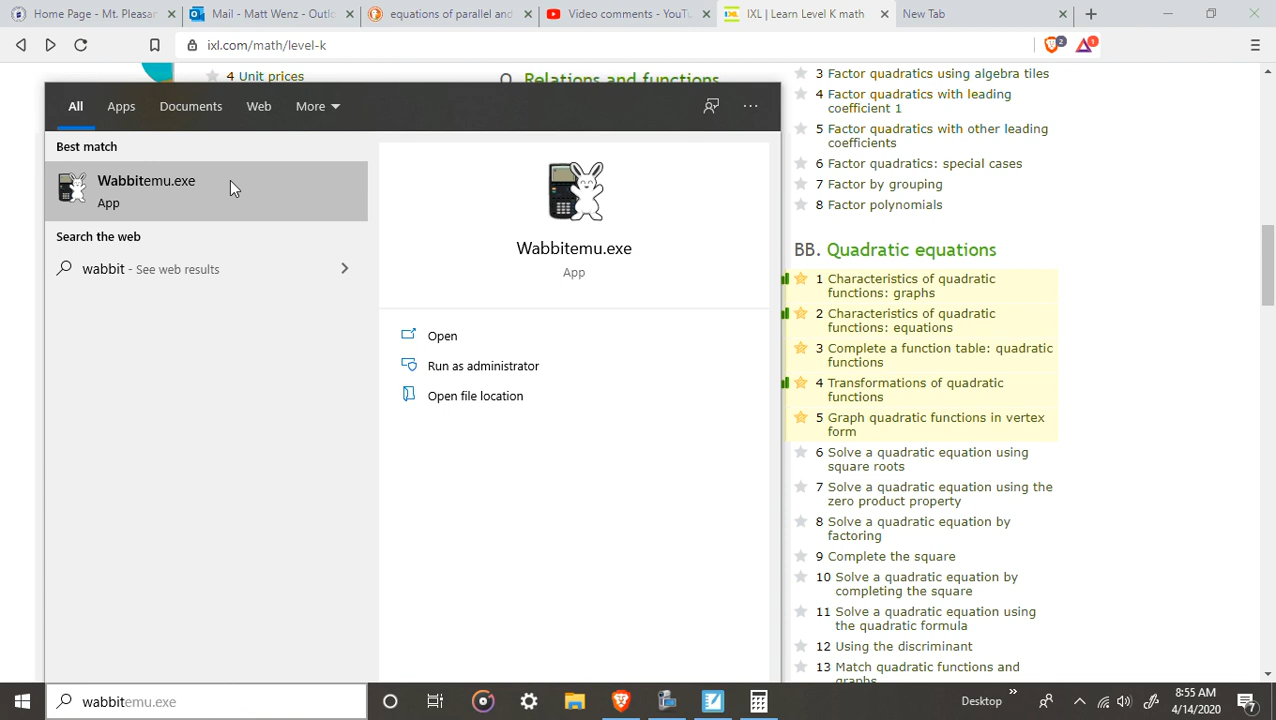 Home Page - Mt. Pleasan
Mail - Matt Wenz - Outlo
equations of parallel and
Video comments - YouTu
IXL | Learn Level K math
New Tab
ixl.com/math/level-k
2
1
4 Unit prices
Relations and functions
All
Apps
Documents
Web
More
Best match
Wabbitemu.exe
App
Search the web
wabbit - See web results
Wabbitemu.exe
App
Open
Run as administrator
Open file location
3 Factor quadratics using algebra tiles
4 Factor quadratics with leading
coefficient 1
5 Factor quadratics with other leading
coefficients
6 Factor quadratics: special cases
7 Factor by grouping
8 Factor polynomials
BB. Quadratic equations
1 Characteristics of quadratic
functions: graphs
2 Characteristics of quadratic
functions: equations
3 Complete a function table: quadratic
functions
4 Transformations of quadratic
functions
5 Graph quadratic functions in vertex
form
6 Solve a quadratic equation using
square roots
7 Solve a quadratic equation using the
zero product property
8 Solve a quadratic equation by
factoring
9 Complete the square
10 Solve a quadratic equation by
completing the square
11 Solve a quadratic equation using
the quadratic formula
12 Using the discriminant
13 Match quadratic functions and
graphs
wabbitemu.exe
Desktop
8:55 AM
4/14/2020
7